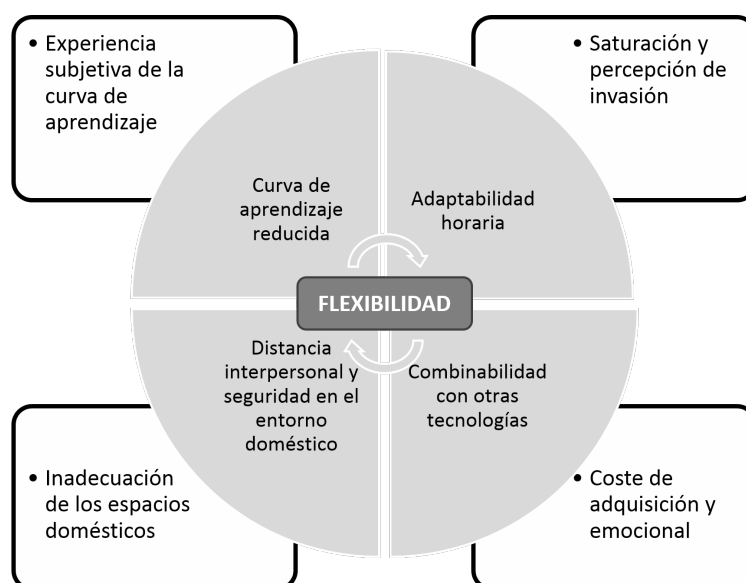 • Experiencia
subjetiva de la
curva de
aprendizaje
• Saturación y
percepción de
invasión
Curva de
aprendizaje
reducida
Adaptabilidad
horaria
FLEXIBILIDAD
Distancia
interpersonal y
seguridad en el
entorno
doméstico
Combinabilidad
con otras
tecnologías
• Inadecuación
de los espacios
domésticos
• Coste de
adquisición y
emocional